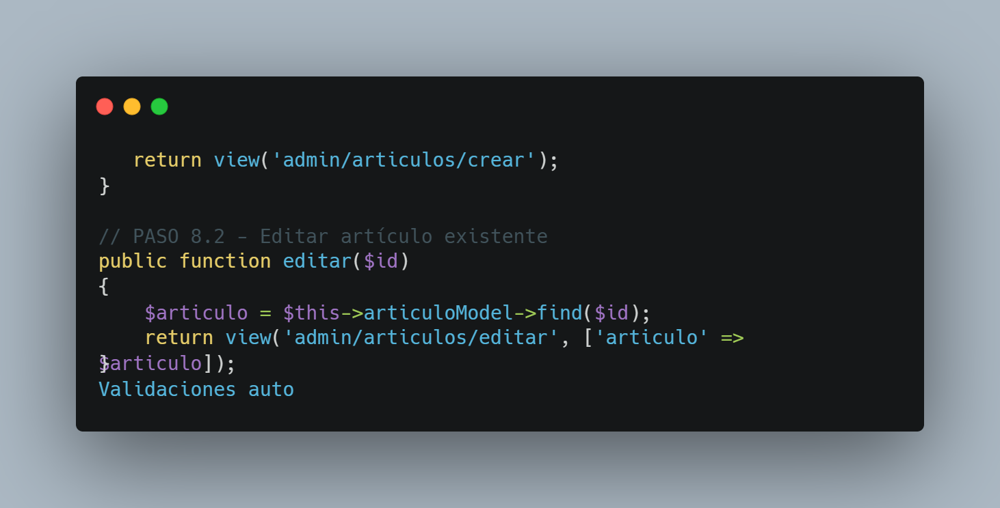 return view('admin/articulos/crear');
}
// PASO 8.2 – Editar artículo existente
public function editar($id)
{
$articulo = $this->articuloModel->find($id);
return view('admin/articulos/editar', ['articulo' =>
$articulo]);
}
Validaciones auto